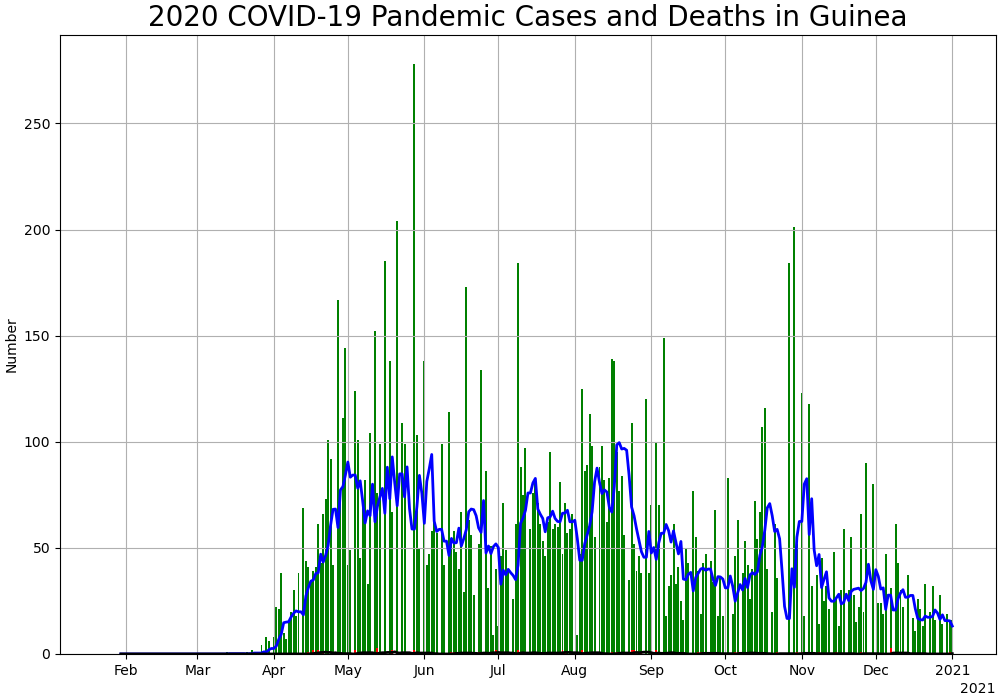 2020 COVID-19 Pandemic Cases and Deaths in Guinea
Number
250
200
150
100
50
0
Feb Mar Apr May Jun Jul Aug Sep Oct Nov Dec 2021
2021